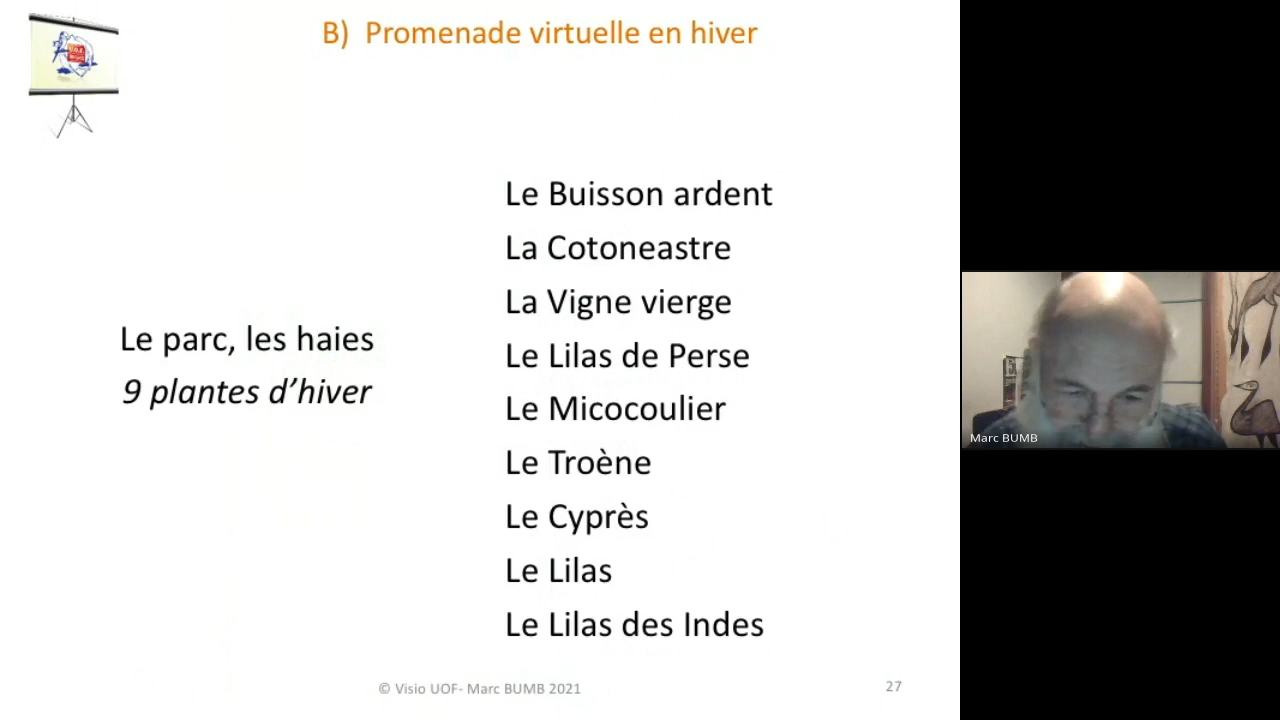 B) Promenade virtuelle en hiver
Le parc, les haies
9 plantes d’hiver
Le Buisson ardent
La Cotoneastre
La Vigne vierge
Le Lilas de Perse
Le Micocoulier
Le Troène
Le Cyprès
Le Lilas
Le Lilas des Indes
© Visio UOF- Marc BUMB 2021
27
Marc BUMB